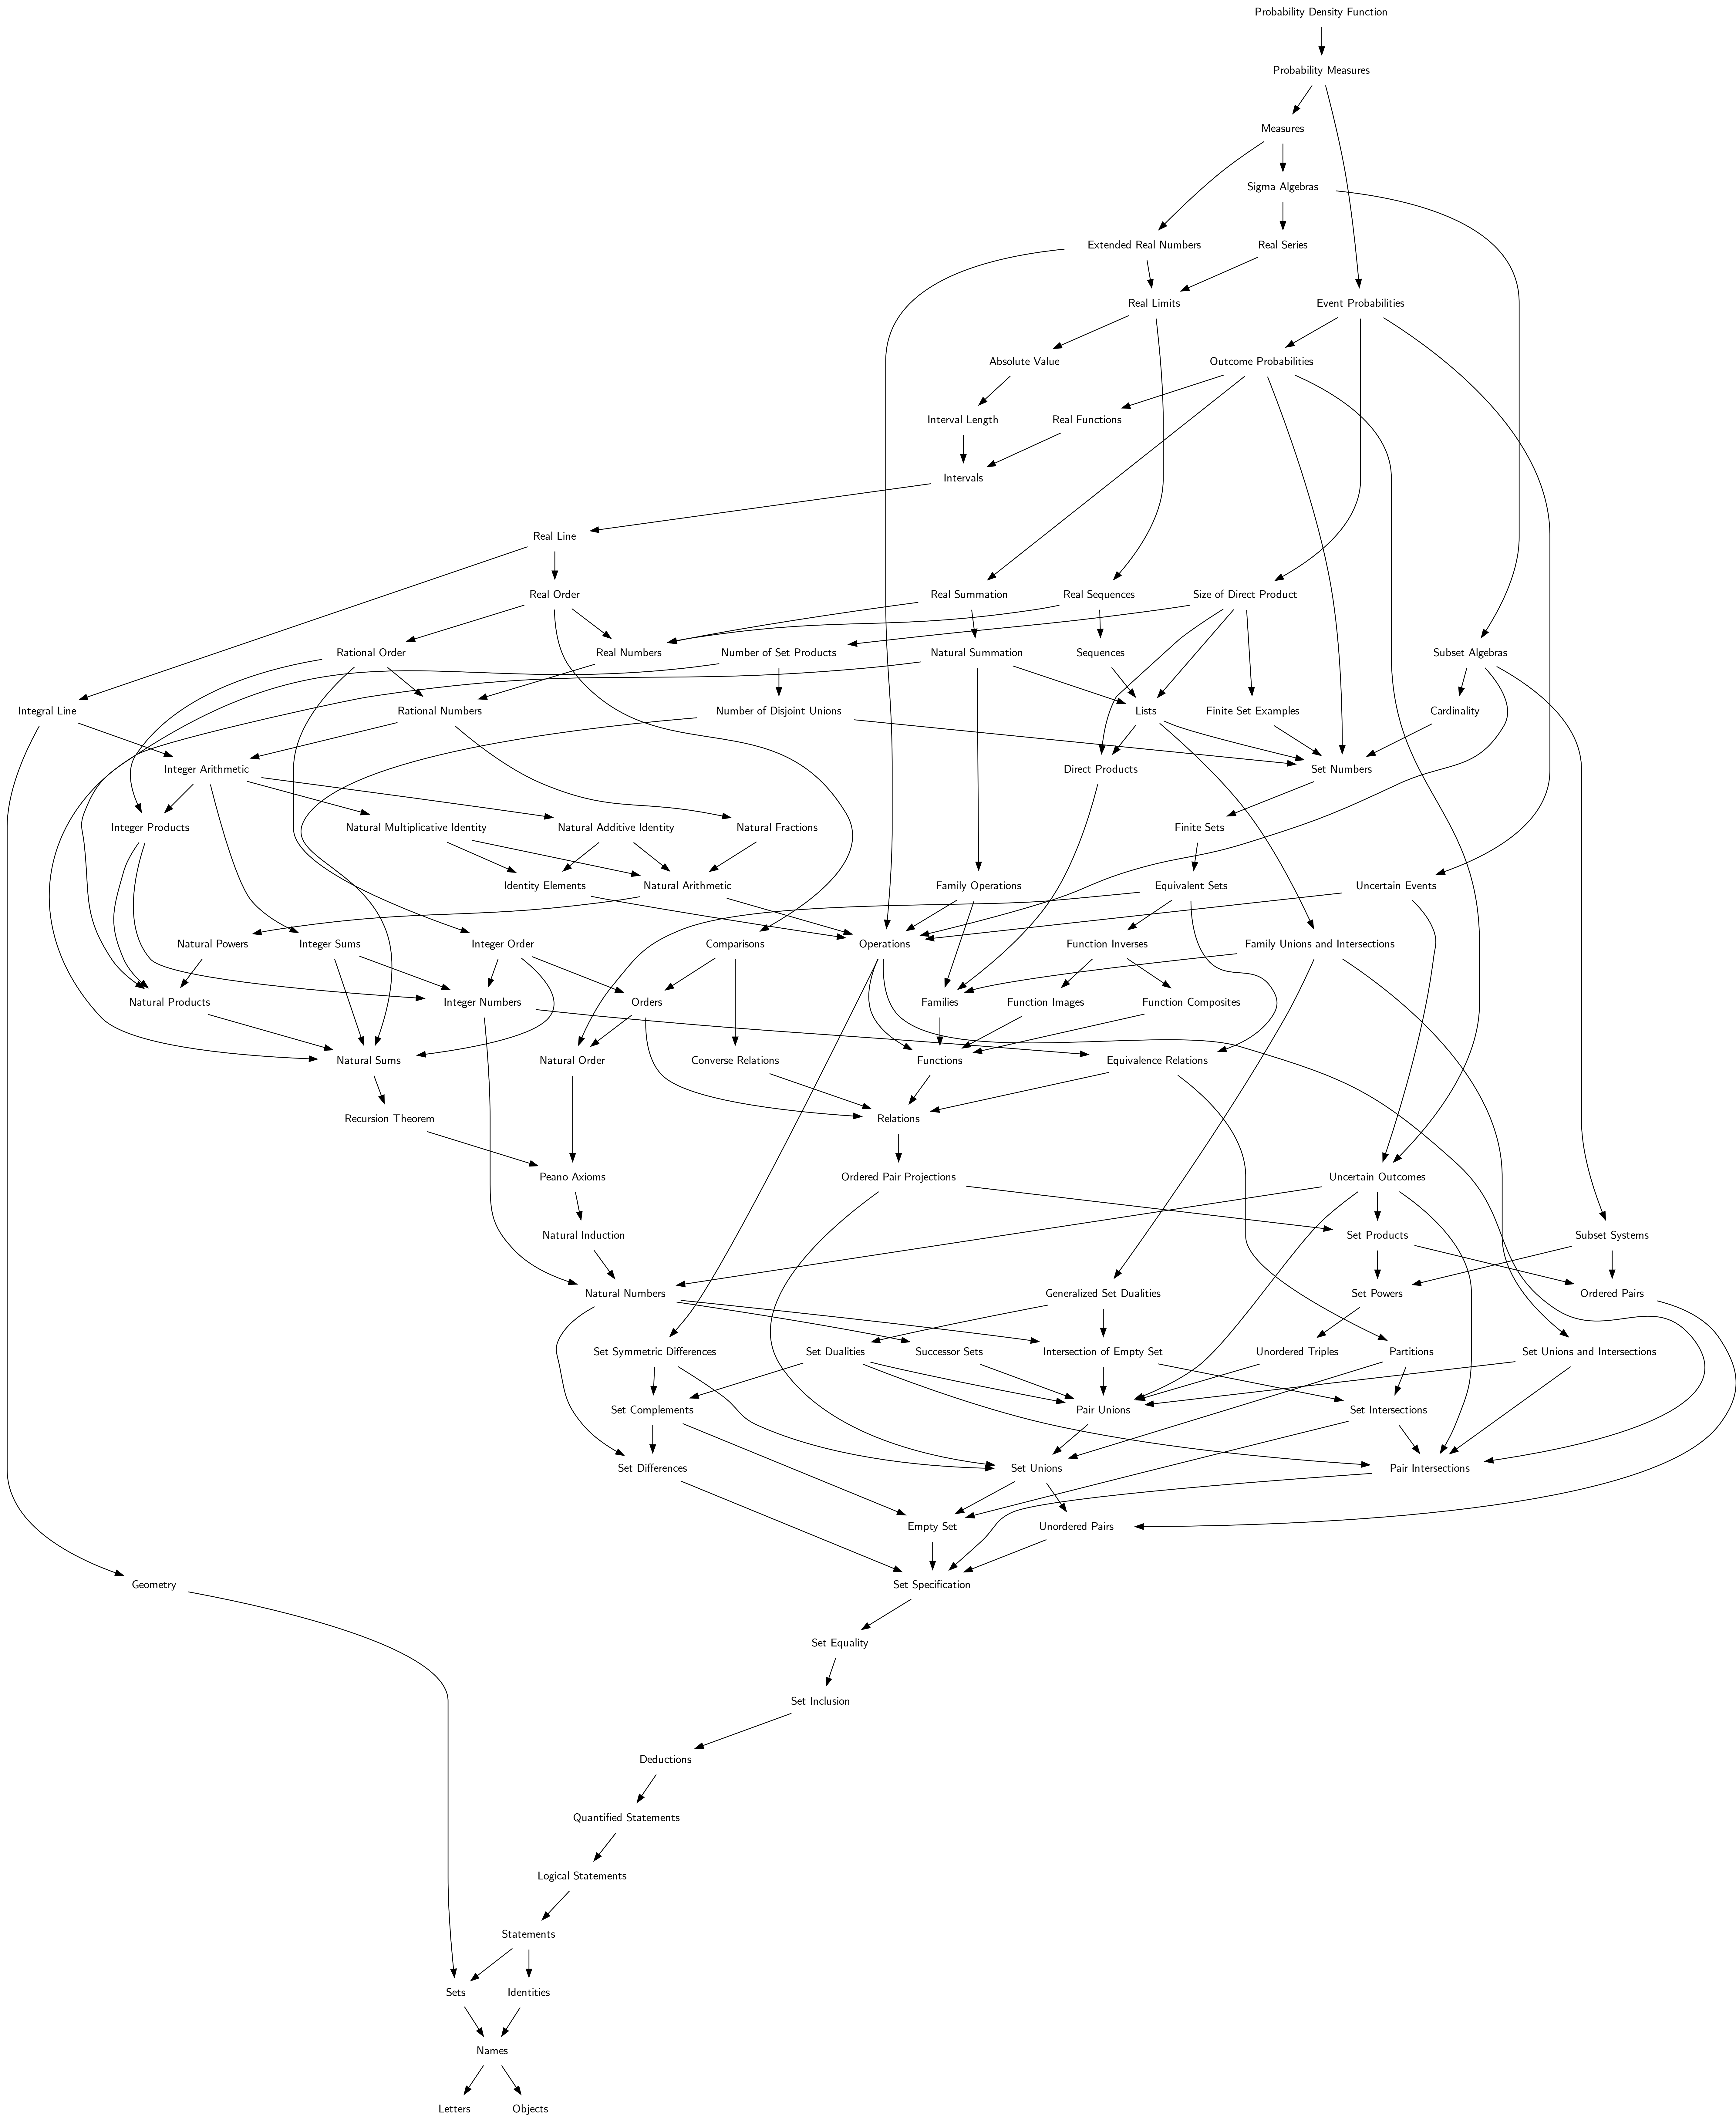 Probability Density Function
Probability Measures
Measures
Sigma Algebras
Extended Real Numbers
Real Series
Real Limits
Event Probabilities
Absolute Value
Outcome Probabilities
Interval Length
Real Functions
Intervals
Real Line
Real Order
Real Summation
Real Sequences
Size of Direct Product
Rational Order
Real Numbers
Number of Set Products
Natural Summation
Sequences
Subset Algebras
Integral Line
Rational Numbers
Number of Disjoint Unions
Lists
Finite Set Examples
Cardinality
Integer Arithmetic
Direct Products
Set Numbers
Integer Products
Natural Multiplicative Identity
Natural Additive Identity
Natural Fractions
Finite Sets
Identity Elements
Natural Arithmetic
Family Operations
Equivalent Sets
Uncertain Events
Natural Powers
Integer Sums
Integer Order
Comparisons
Operations
Function Inverses
Family Unions and Intersections
Natural Products
Integer Numbers
Orders
Families
Function Images
Function Composites
Natural Sums
Natural Order
Converse Relations
Functions
Equivalence Relations
Recursion Theorem
Relations
Peano Axioms
Ordered Pair Projections
Uncertain Outcomes
Natural Induction
Set Products
Subset Systems
Natural Numbers
Generalized Set Dualities
Set Powers
Ordered Pairs
Set Symmetric Differences
Set Dualities
Successor Sets
Intersection of Empty Set
Unordered Triples
Partitions
Set Unions and Intersections
Set Complements
Pair Unions
Set Intersections
Set Differences
Set Unions
Pair Intersections
Empty Set
Unordered Pairs
Geometry
Set Specification
Set Equality
Set Inclusion
Deductions
Quantified Statements
Logical Statements
Statements
Sets
Identities
Names
Letters
Objects